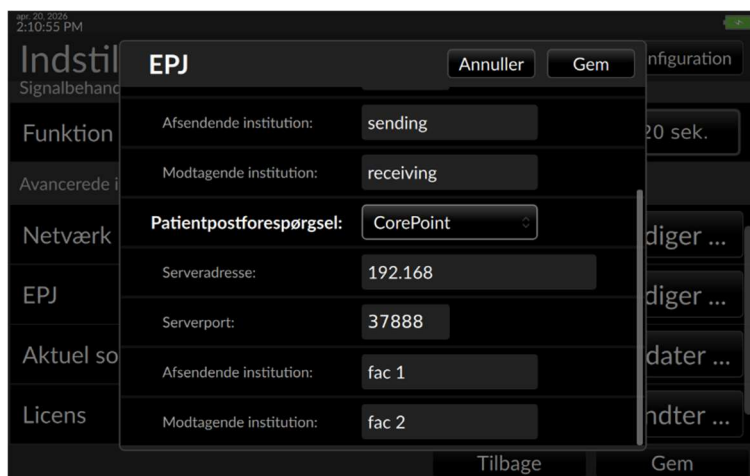 apr. 20, 2026
2:10:55 PM
Indstil
nfiguration
EPJ
Annuller
Gem
Signalbehand
Afsendende institution: sending
Funktion
20 sek.
Modtagende institution: receiving
Avancerede i
Patientpostforespørgsel: CorePoint
Netværk
diger ...
Serveradresse: 192.168
EPJ
diger ...
Serverport: 37888
Aktuel so
dater ...
Afsendende institution: fac 1
Licens
ndter ...
Modtagende institution: fac 2
Tilbage
Gem